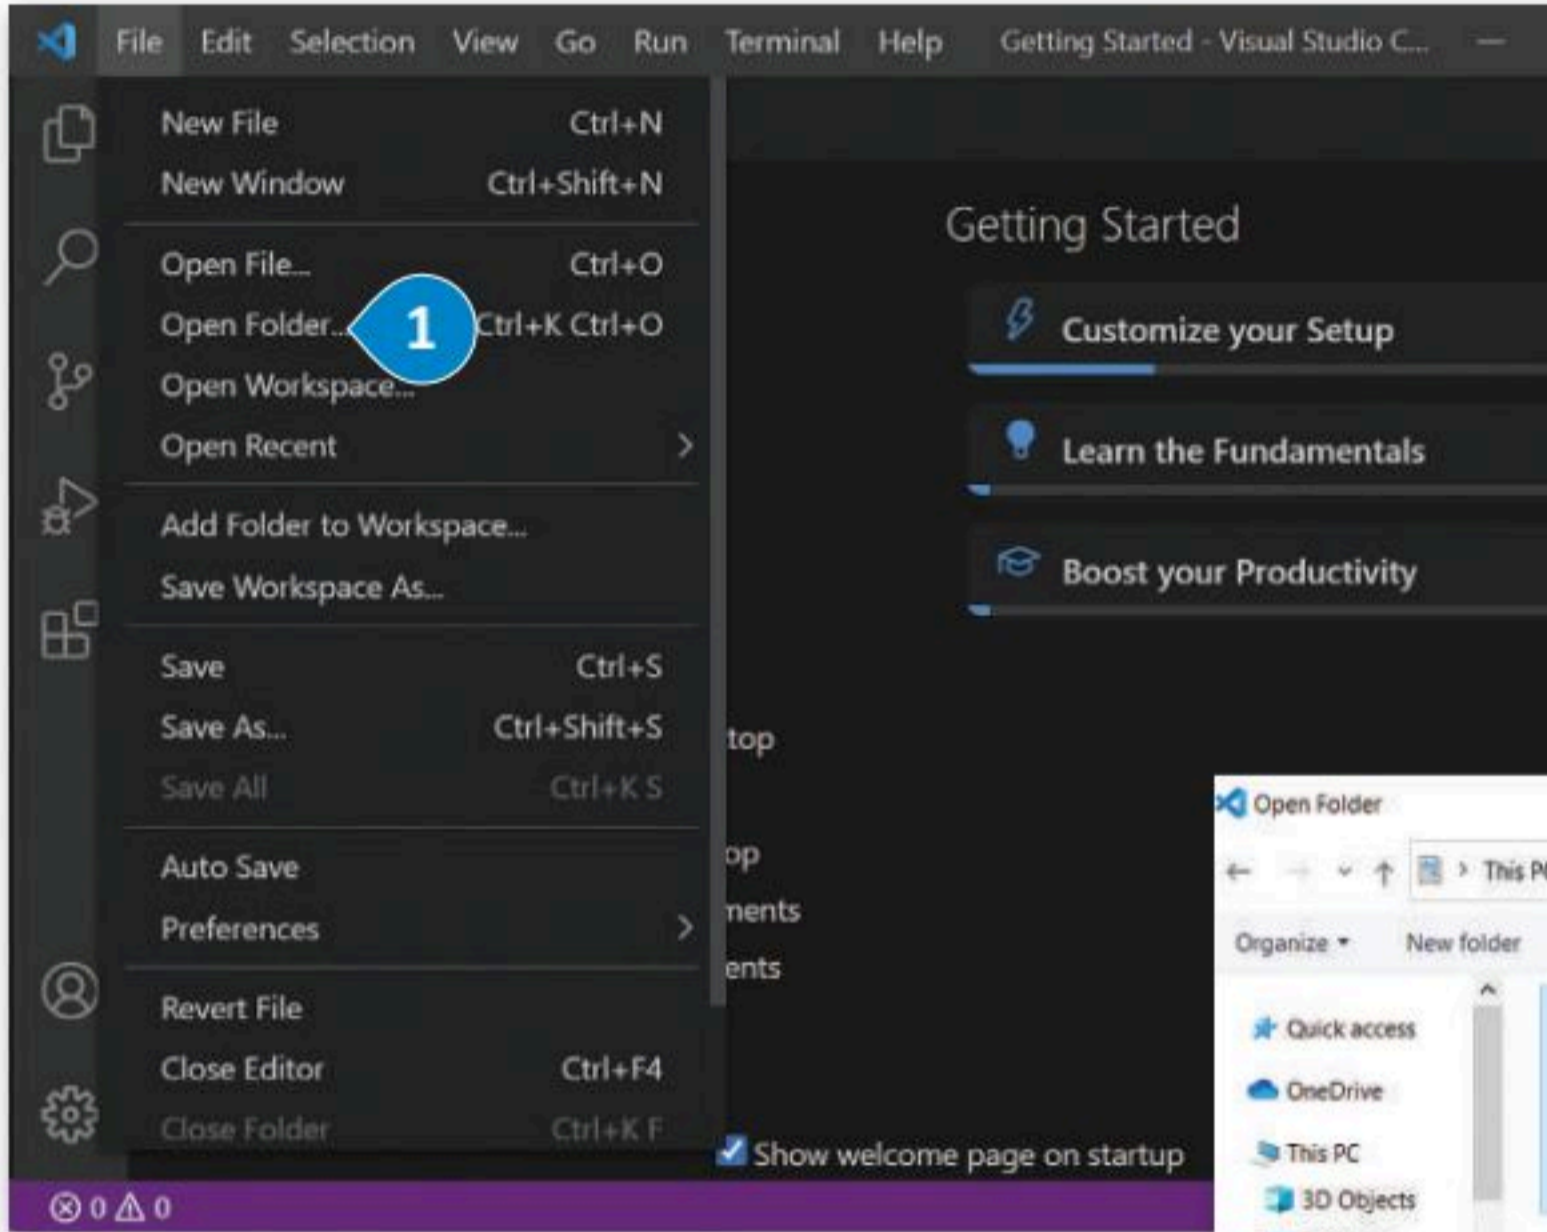 File Edit Selection View Go Run Terminal Help Getting Started - Visual Studio C...
New File Ctrl+N
New Window Ctrl+Shift+N
Open File... Ctrl+O
Open Folder... 1 Ctrl+K Ctrl+O
Open Workspace...
Open Recent
Add Folder to Workspace...
Save Workspace As...
Save Ctrl+S
Save As... Ctrl+Shift+S
Save All Ctrl+K S
Auto Save
Preferences
Revert File
Close Editor Ctrl+F4
Close Folder Ctrl+K F
Getting Started
Customize your Setup
Learn the Fundamentals
Boost your Productivity
top
op
ments
ents
Show welcome page on startup
0 0
Open Folder
This PC
Organize New folder
Quick access
OneDrive
This PC
3D Objects